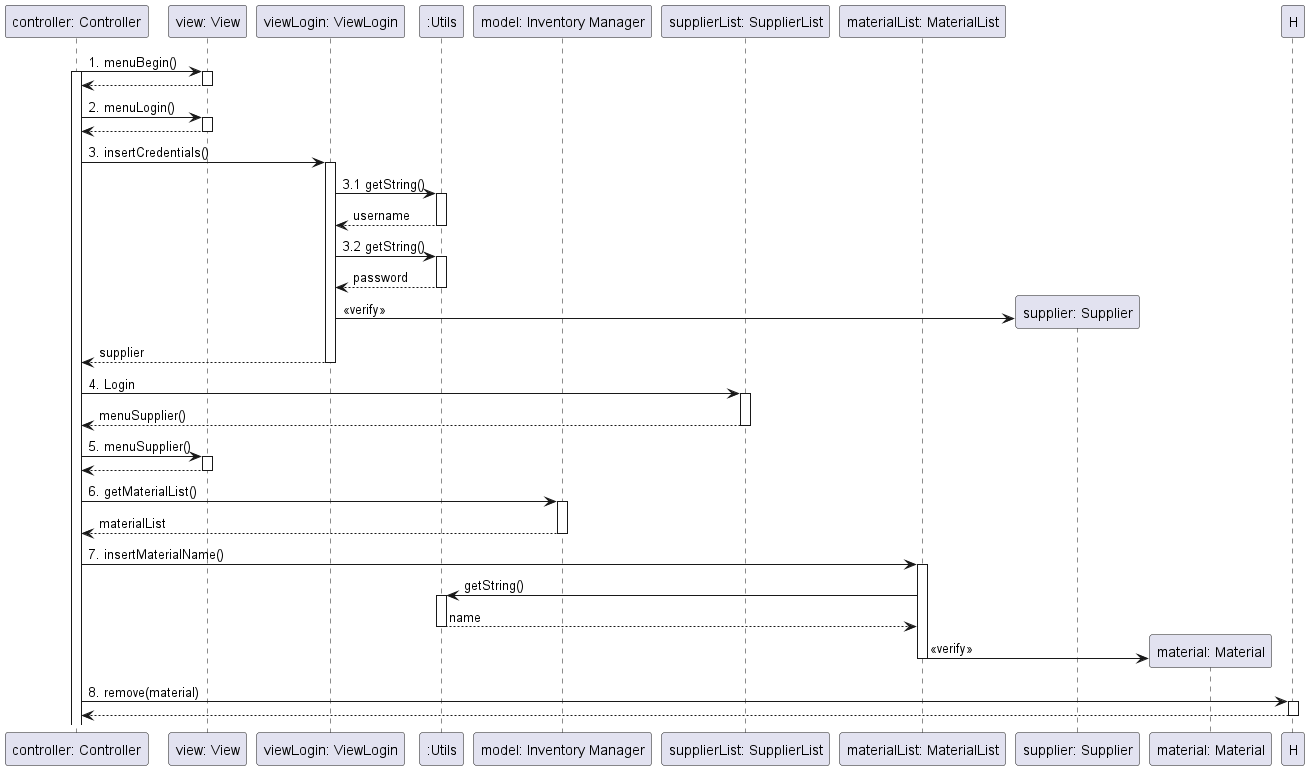 controller: Controller
view: View
viewLogin: ViewLogin
:Utils
model: Inventory Manager
supplierList: SupplierList
materialList: MaterialList
H
1. menuBegin()
2. menuLogin()
3. insertCredentials()
3.1 getString()
username
3.2 getString()
password
«verify»
supplier: Supplier
supplier
4. Login
menuSupplier()
5. menuSupplier()
6. getMaterialList()
materialList
7. insertMaterialName()
getString()
name
«verify»
material: Material
8. remove(material)
controller: Controller
view: View
viewLogin: ViewLogin
:Utils
model: Inventory Manager
supplierList: SupplierList
materialList: MaterialList
supplier: Supplier
material: Material
H